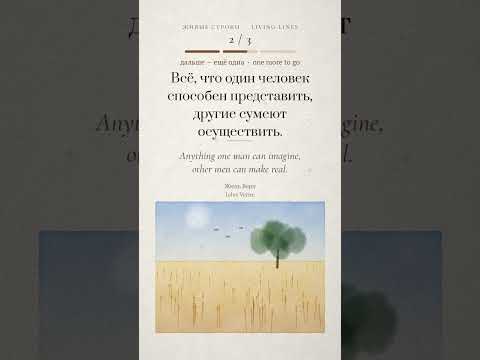 ЖИВЫЕ СТРОКИ · LIVING LINES
2 / 3
дальше — ещё одна · one more to go
Всё, что один человек
способен представить,
другие сумеют
осуществить.
Anything one man can imagine,
other men can make real.
Жюль Верн
Jules Verne